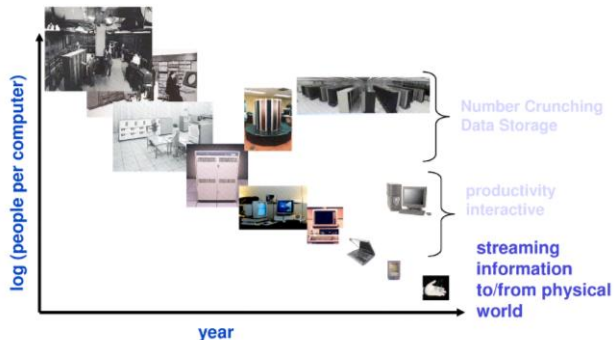 log (people per computer)
Number Crunching
Data Storage
productivity
interactive
streaming
information
to/from physical
world
year